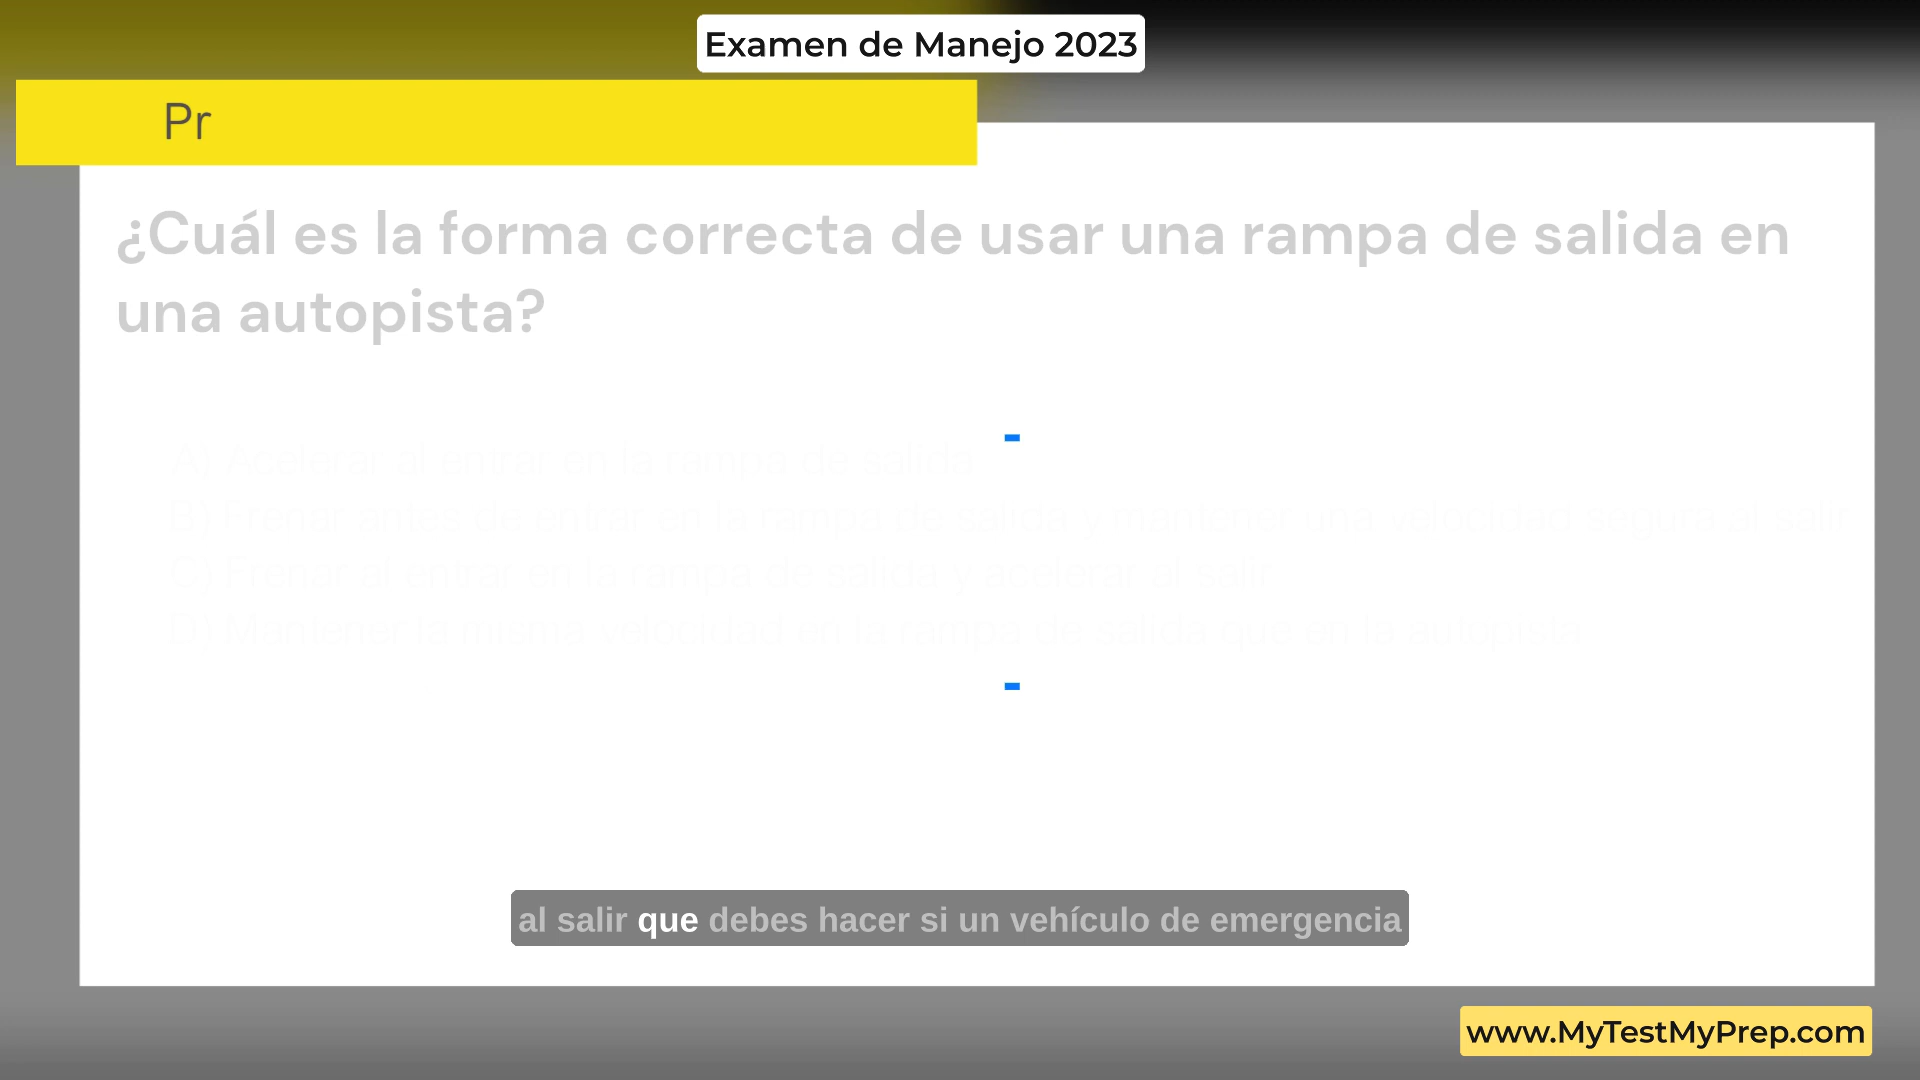 Examen de Manejo 2023
Pr
¿Cuál es la forma correcta de usar una rampa de salida en
una autopista?
A) Acelerar al entrar en la rampa de salida
B) Frenar antes de entrar en la rampa de salida y mantener una velocidad segura al salir
C) Frenar al entrar en la rampa de salida y acelerar al salir
D) Mantener la misma velocidad en la rampa de salida que en la autopista
al salir que debes hacer si un vehículo de emergencia
www.MyTestMyPrep.com